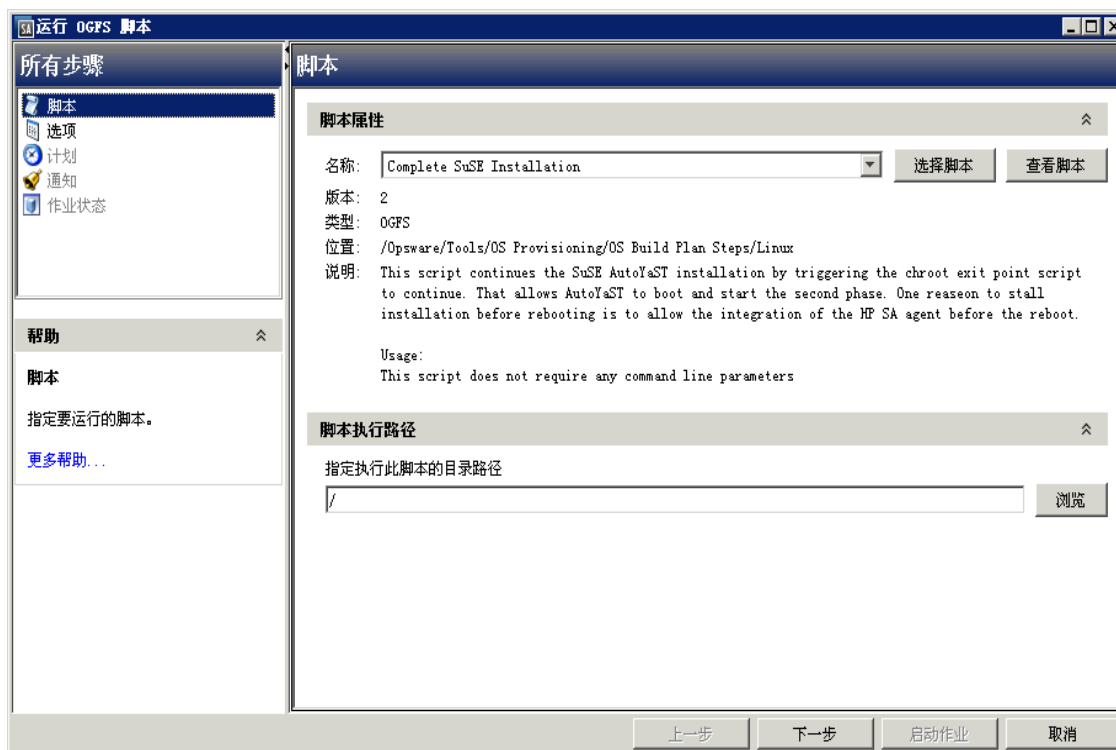 SA 运行 OGFS 脚本
所有步骤
脚本
选项
计划
通知
作业状态
帮助
脚本
指定要运行的脚本。
更多帮助...
脚本
脚本属性
名称: Complete SuSE Installation 选择脚本 查看脚本
版本: 2
类型: OGFS
位置: /Opsware/Tools/OS Provisioning/OS Build Plan Steps/Linux
说明: This script continues the SuSE AutoYaST installation by triggering the chroot exit point script
to continue. That allows AutoYaST to boot and start the second phase. One reaseon to stall
installation before rebooting is to allow the integration of the HP SA agent before the reboot.
Usage:
This script does not require any command line parameters
脚本执行路径
指定执行此脚本的目录路径
/ 浏览
上一步 下一步 启动作业 取消